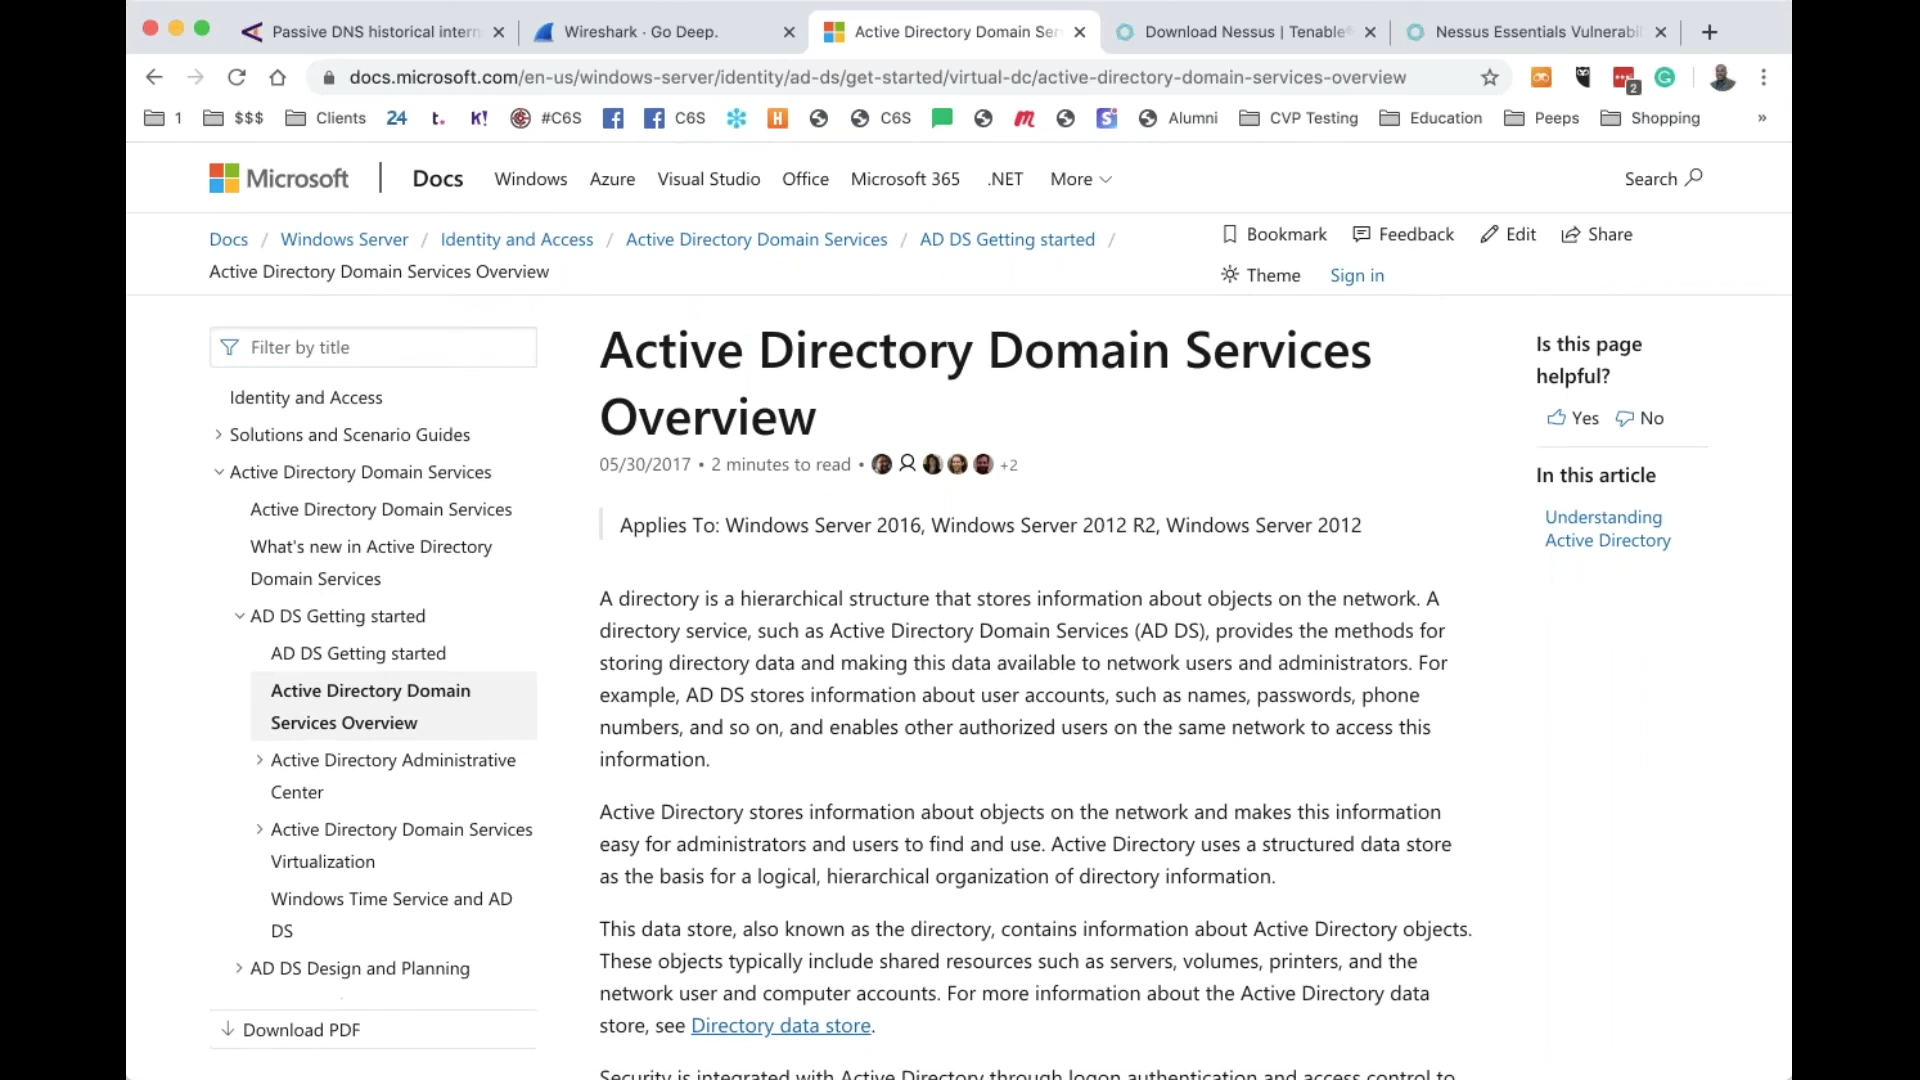 Passive DNS historical intern
Wireshark · Go Deep.
Active Directory Domain Ser
Download Nessus | Tenable®
Nessus Essentials Vulnerabil
docs.microsoft.com/en-us/windows-server/identity/ad-ds/get-started/virtual-dc/active-directory-domain-services-overview
2
1
$$$
Clients
24
t.
K!
#C6S
C6S
H
C6S
m
S
Alumni
CVP Testing
Education
Peeps
Shopping
»
Microsoft
Docs
Windows
Azure
Visual Studio
Office
Microsoft 365
.NET
More
Search
Docs / Windows Server / Identity and Access / Active Directory Domain Services / AD DS Getting started /
Active Directory Domain Services Overview
Bookmark
Feedback
Edit
Share
Theme
Sign in
Filter by title
Identity and Access
Solutions and Scenario Guides
Active Directory Domain Services
Active Directory Domain Services
What's new in Active Directory
Domain Services
AD DS Getting started
AD DS Getting started
Active Directory Domain
Services Overview
Active Directory Administrative
Center
Active Directory Domain Services
Virtualization
Windows Time Service and AD
DS
AD DS Design and Planning
Download PDF
Active Directory Domain Services
Overview
05/30/2017 • 2 minutes to read • +2
Applies To: Windows Server 2016, Windows Server 2012 R2, Windows Server 2012
A directory is a hierarchical structure that stores information about objects on the network. A
directory service, such as Active Directory Domain Services (AD DS), provides the methods for
storing directory data and making this data available to network users and administrators. For
example, AD DS stores information about user accounts, such as names, passwords, phone
numbers, and so on, and enables other authorized users on the same network to access this
information.
Active Directory stores information about objects on the network and makes this information
easy for administrators and users to find and use. Active Directory uses a structured data store
as the basis for a logical, hierarchical organization of directory information.
This data store, also known as the directory, contains information about Active Directory objects.
These objects typically include shared resources such as servers, volumes, printers, and the
network user and computer accounts. For more information about the Active Directory data
store, see Directory data store.
Security is integrated with Active Directory through logon authentication and access control to
Is this page
helpful?
Yes
No
In this article
Understanding
Active Directory